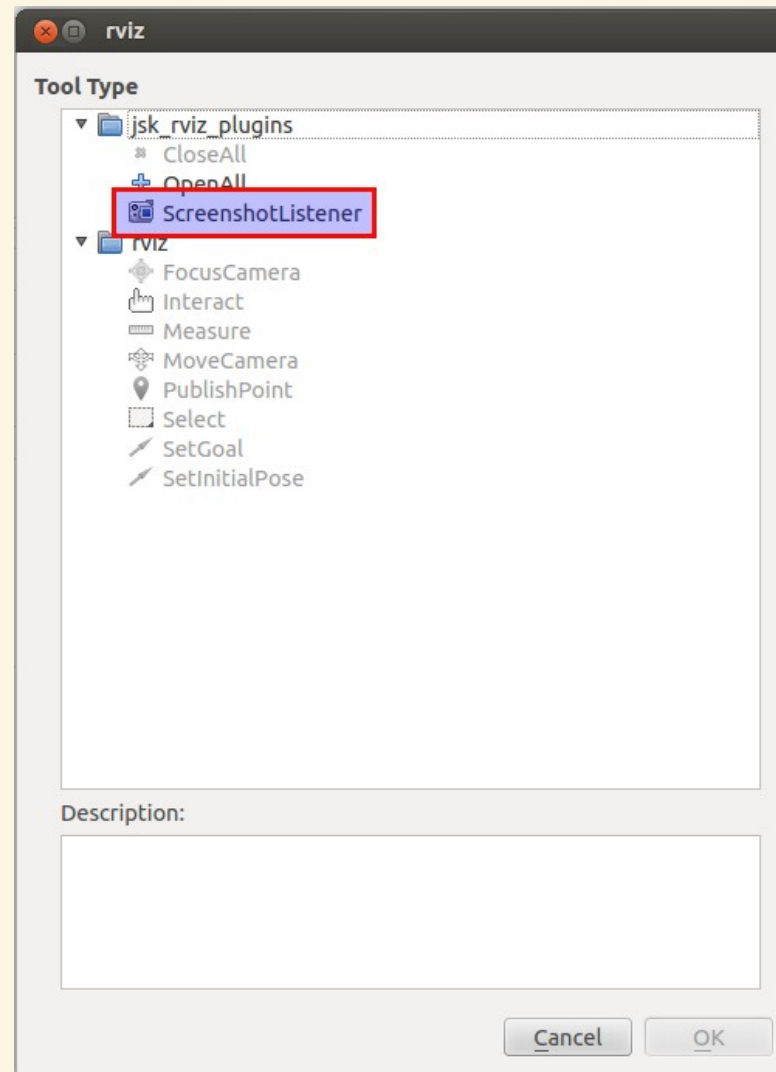 rviz
Tool Type
jsk_rviz_plugins
CloseAll
OpenAll
ScreenshotListener
rviz
FocusCamera
Interact
Measure
MoveCamera
PublishPoint
Select
SetGoal
SetInitialPose
Description:
Cancel OK